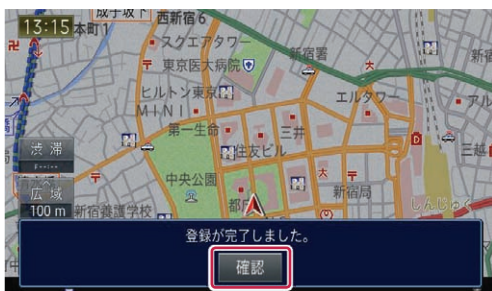 13:15
成子坂下
西新宿6
本町1
スクエアタワー
新宿署
東京医大病院
ヒルトン東京
MINI
エルタワー
第一生命
三井
住友ビル
三越
中央公園
新宿局
新宿養護学校
しんじゅく
渋滞
広域
100 m
登録が完了しました。
確認